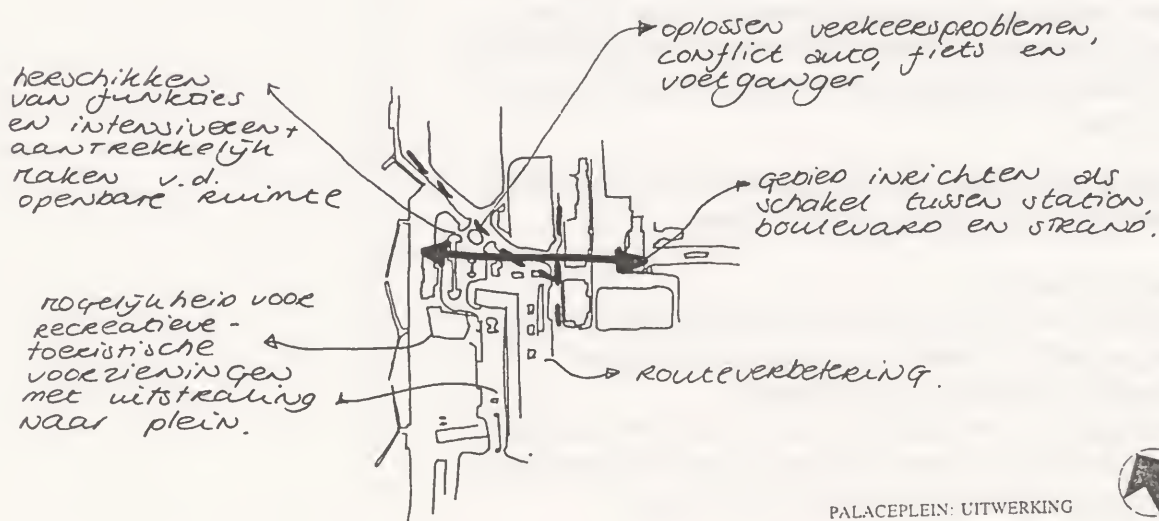 herschikken
van funkties
en intensiveren +
aantrekkelijk
maken v.d.
openbare ruimte
oplossen verkeersproblemen,
conflict auto, fiets en
voetganger
gebied inrichten als
schakel tussen station,
boulevard en strand.
mogelijkheid voor
recreatieve -
toeristische
voorzieningen
met uitstraling
naar plein.
routeverbetering.
PALACEPLEIN: UITWERKING